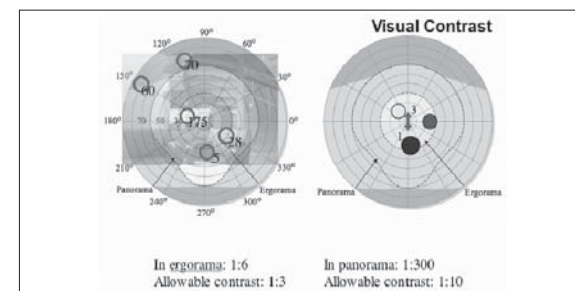 Visual Contrast
90°
120°
60°
150°
30°
180°
70
50
0°
210°
330°
240°
300°
270°
70
60
175
28
5
Panorama
Ergorama
3
1
Panorama
Ergorama
In ergorama: 1:6
Allowable contrast: 1:3
In panorama: 1:300
Allowable contrast: 1:10